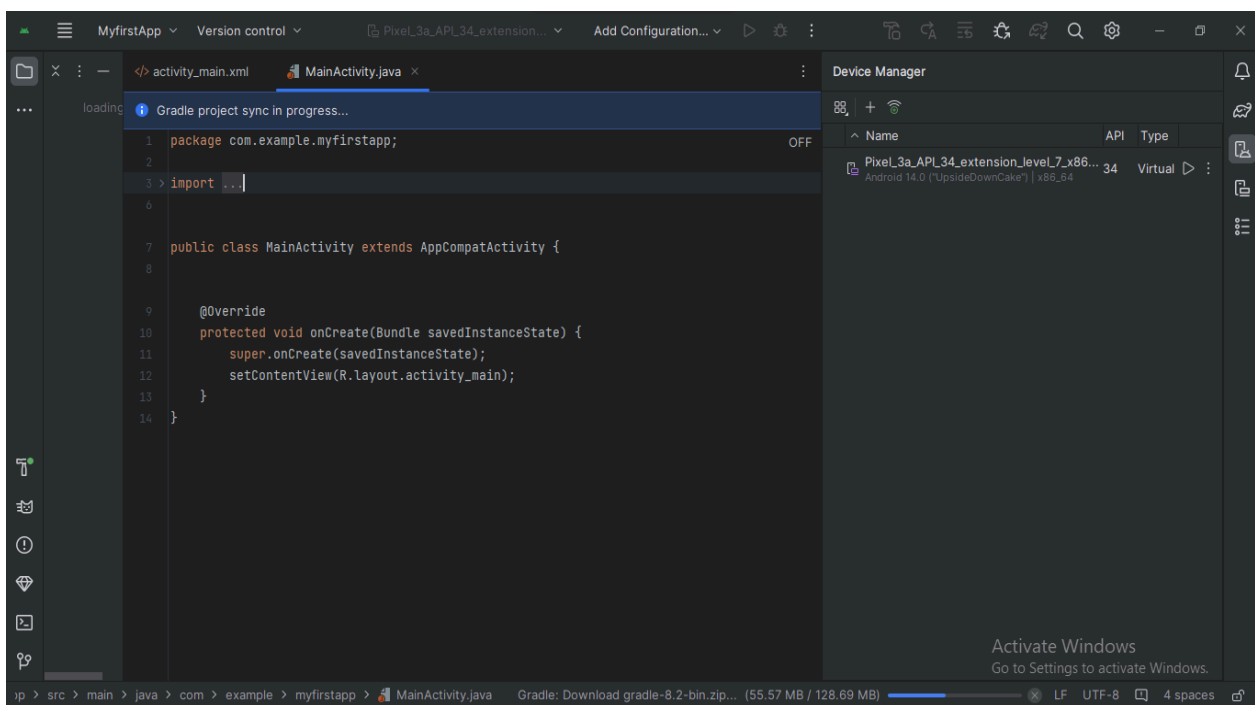 MyfirstApp Version control Pixel_3a_API_34_extension... Add Configuration...
activity_main.xml MainActivity.java
Device Manager
loading
Gradle project sync in progress...
OFF
1 package com.example.myfirstapp;
2
3 import ...
6
7 public class MainActivity extends AppCompatActivity {
8
9 @Override
10 protected void onCreate(Bundle savedInstanceState) {
11 super.onCreate(savedInstanceState);
12 setContentView(R.layout.activity_main);
13 }
14 }
Name API Type
Pixel_3a_API_34_extension_level_7_x86... 34 Virtual
Android 14.0 ("UpsideDownCake") | x86_64
Activate Windows
Go to Settings to activate Windows.
pp > src > main > java > com > example > myfirstapp > MainActivity.java Gradle: Download gradle-8.2-bin.zip... (55.57 MB / 128.69 MB) LF UTF-8 4 spaces